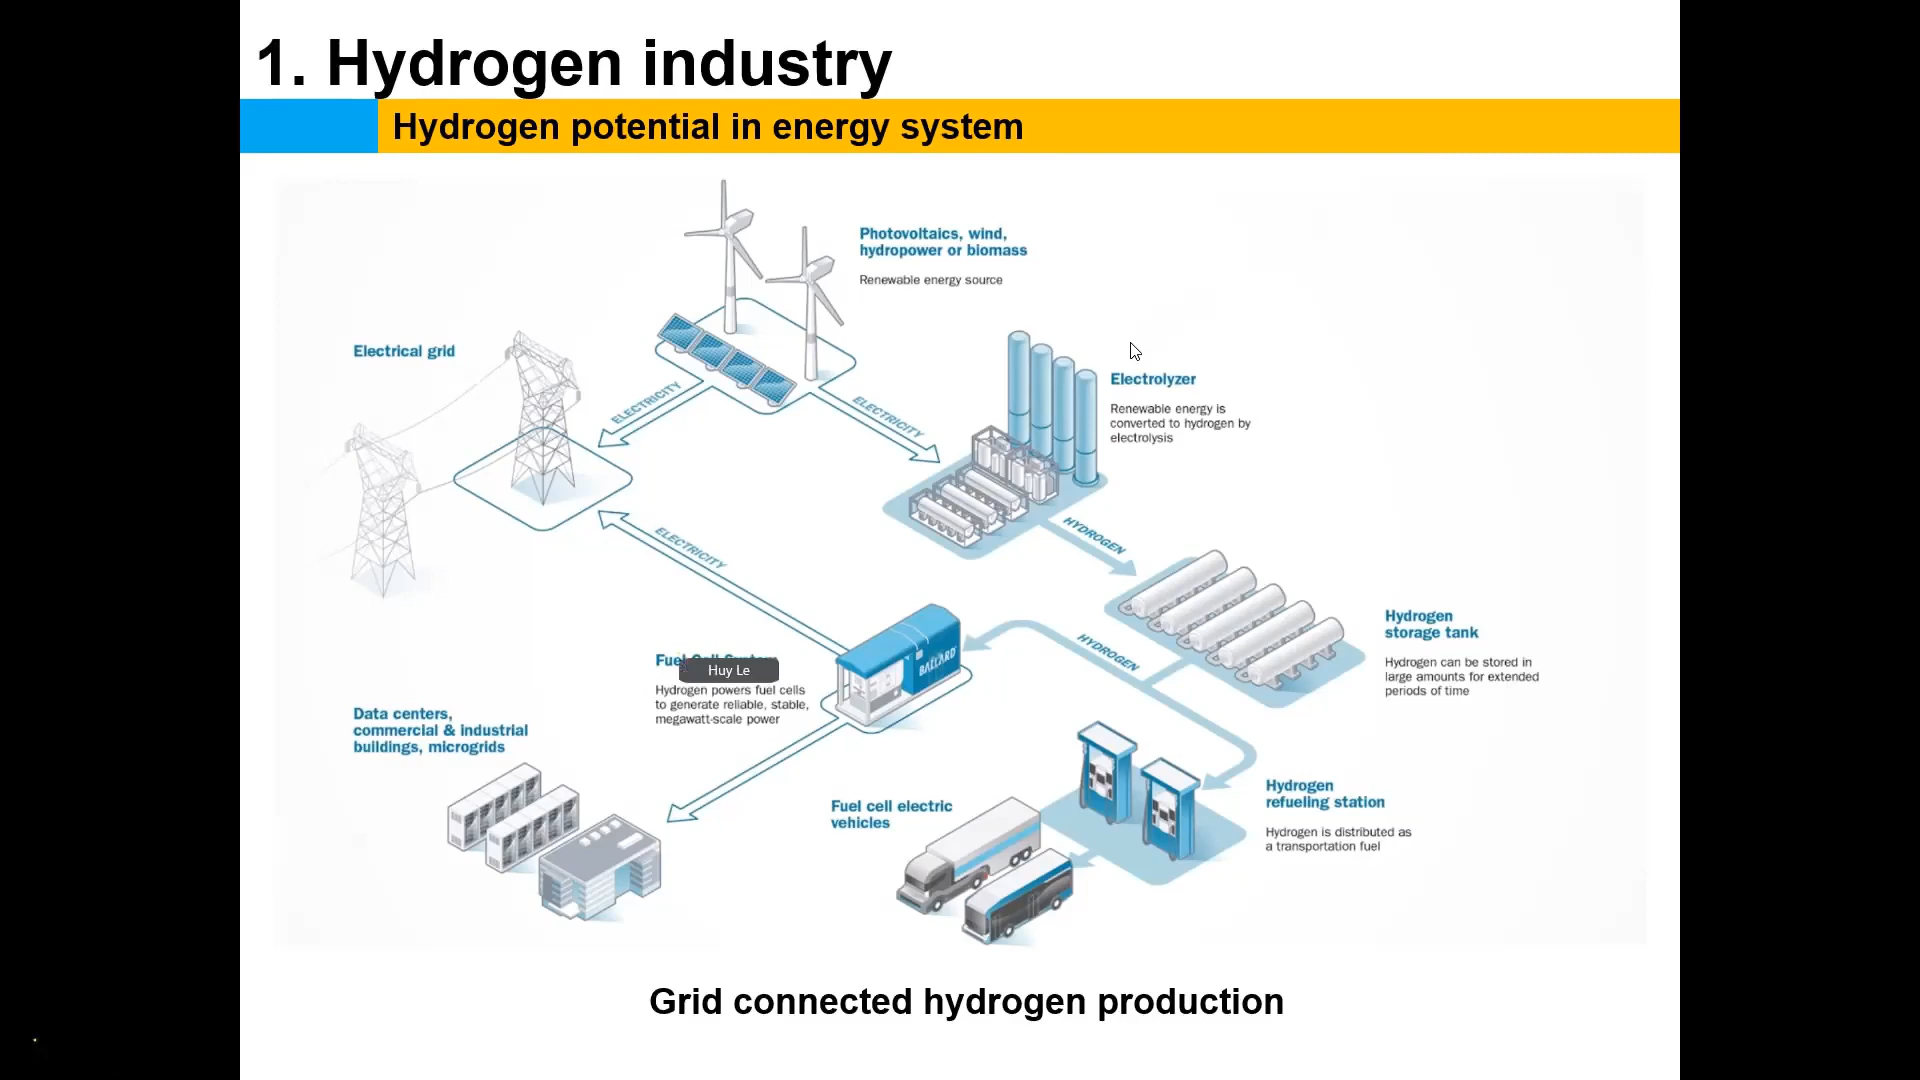 1. Hydrogen industry
Hydrogen potential in energy system
Photovoltaics, wind,
hydropower or biomass
Renewable energy source
Electrical grid
ELECTRICITY
ELECTRICITY
Electrolyzer
Renewable energy is
converted to hydrogen by
electrolysis
HYDROGEN
ELECTRICITY
Hydrogen
storage tank
Hydrogen can be stored in
large amounts for extended
periods of time
HYDROGEN
BALLARD
Fuel Cell System
Huy Le
Hydrogen powers fuel cells
to generate reliable, stable,
megawatt-scale power
Data centers,
commercial & industrial
buildings, microgrids
Fuel cell electric
vehicles
Hydrogen
refueling station
Hydrogen is distributed as
a transportation fuel
Grid connected hydrogen production